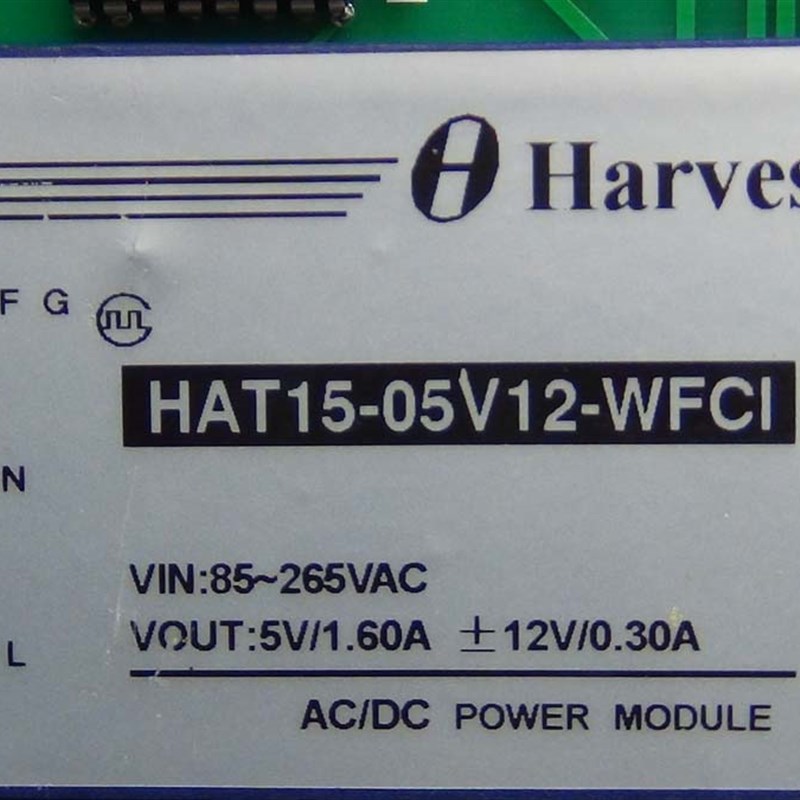 Harves
F G
HAT15-05V12-WFCI
N
VIN:85~265VAC
VOUT:5V/1.60A ±12V/0.30A
L
AC/DC POWER MODULE